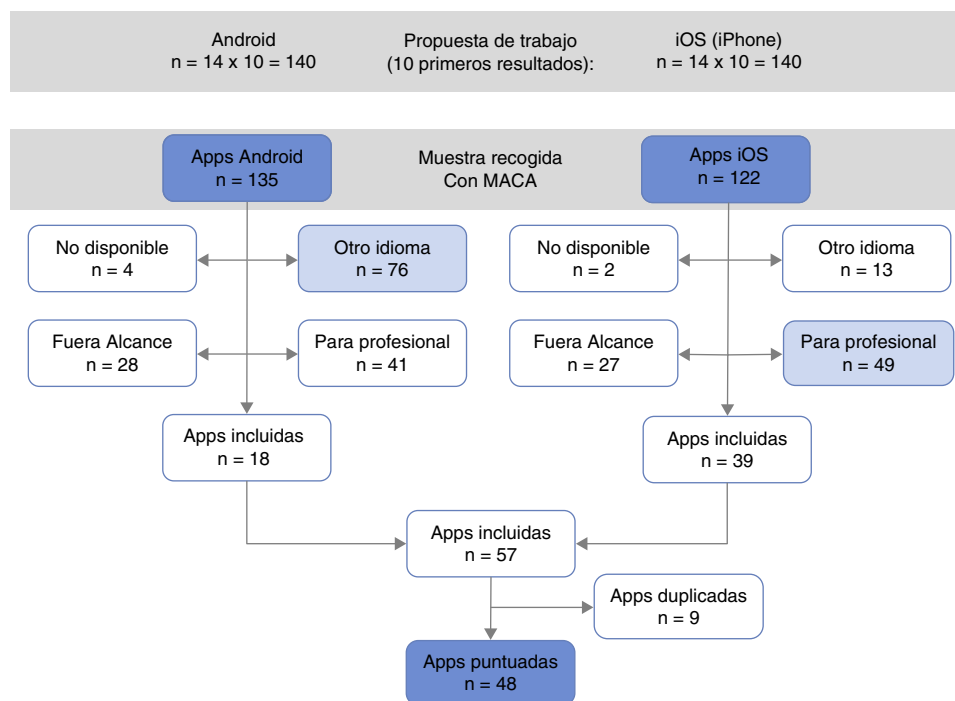 Android
n = 14 x 10 = 140
Propuesta de trabajo
(10 primeros resultados):
iOS (iPhone)
n = 14 x 10 = 140
Apps Android
n = 135
Muestra recogida
Con MACA
Apps iOS
n = 122
No disponible
n = 4
Otro idioma
n = 76
No disponible
n = 2
Otro idioma
n = 13
Fuera Alcance
n = 28
Para profesional
n = 41
Fuera Alcance
n = 27
Para profesional
n = 49
Apps incluidas
n = 18
Apps incluidas
n = 39
Apps incluidas
n = 57
Apps duplicadas
n = 9
Apps puntuadas
n = 48